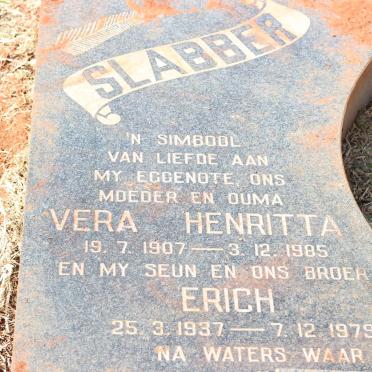 SLABBER
'N SIMBOOL
VAN LIEFDE AAN
MY EGGENOTE, ONS
MOEDER EN OUMA
VERA HENRITTA
19. 7. 1907 — 3. 12. 1985
EN MY SEUN EN ONS BROER
ERICH
25. 3. 1937 — 7. 12. 1979
NA WATERS WAAR